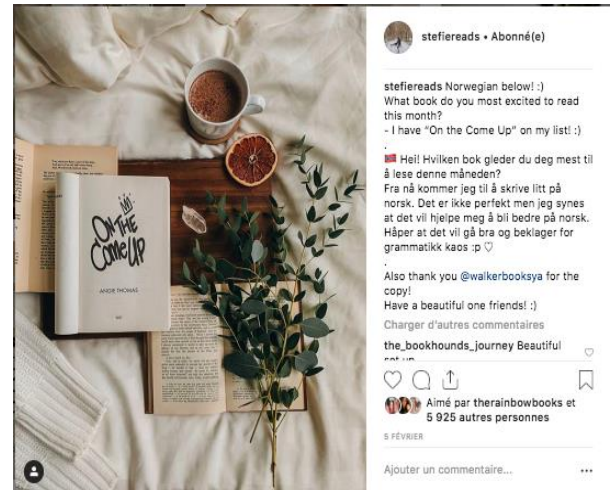 ON THE
Come UP
ANGIE THOMAS
stefiereads • Abonné(e)
stefiereads Norwegian below! :)
What book do you most excited to read
this month?
- I have “On the Come Up” on my list! :)
.
🇳🇴 Hei! Hvilken bok gleder du deg mest til
å lese denne måneden?
Fra nå kommer jeg til å skrive litt på
norsk. Det er ikke perfekt men jeg synes
at det vil hjelpe meg å bli bedre på norsk.
Håper at det vil gå bra og beklager for
grammatikk kaos :p ♡
.
Also thank you @walkerbooksya for the
copy!
Have a beautiful one friends! :)
Charger d'autres commentaires
the_bookhounds_journey Beautiful
set up
Aimé par therainbowbooks et
5 925 autres personnes
5 FÉVRIER
Ajouter un commentaire...